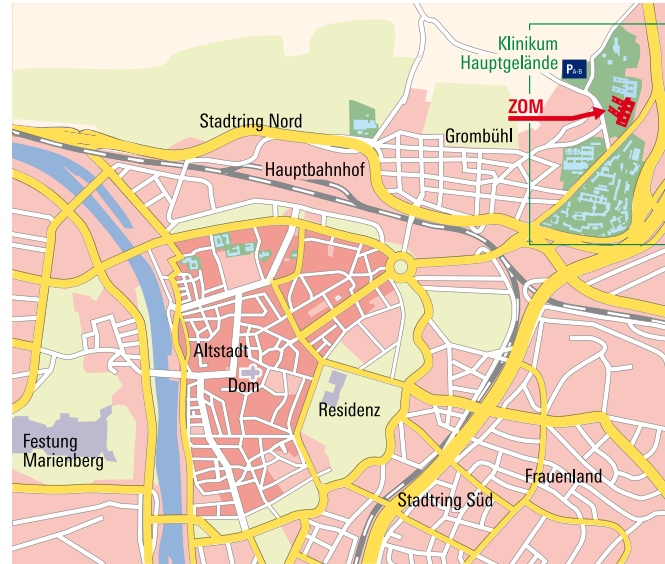 Klinikum
Hauptgelände
PA-B
ZOM
Stadtring Nord
Grombühl
Hauptbahnhof
Altstadt
Dom
Residenz
Festung
Marienberg
Frauenland
Stadtring Süd